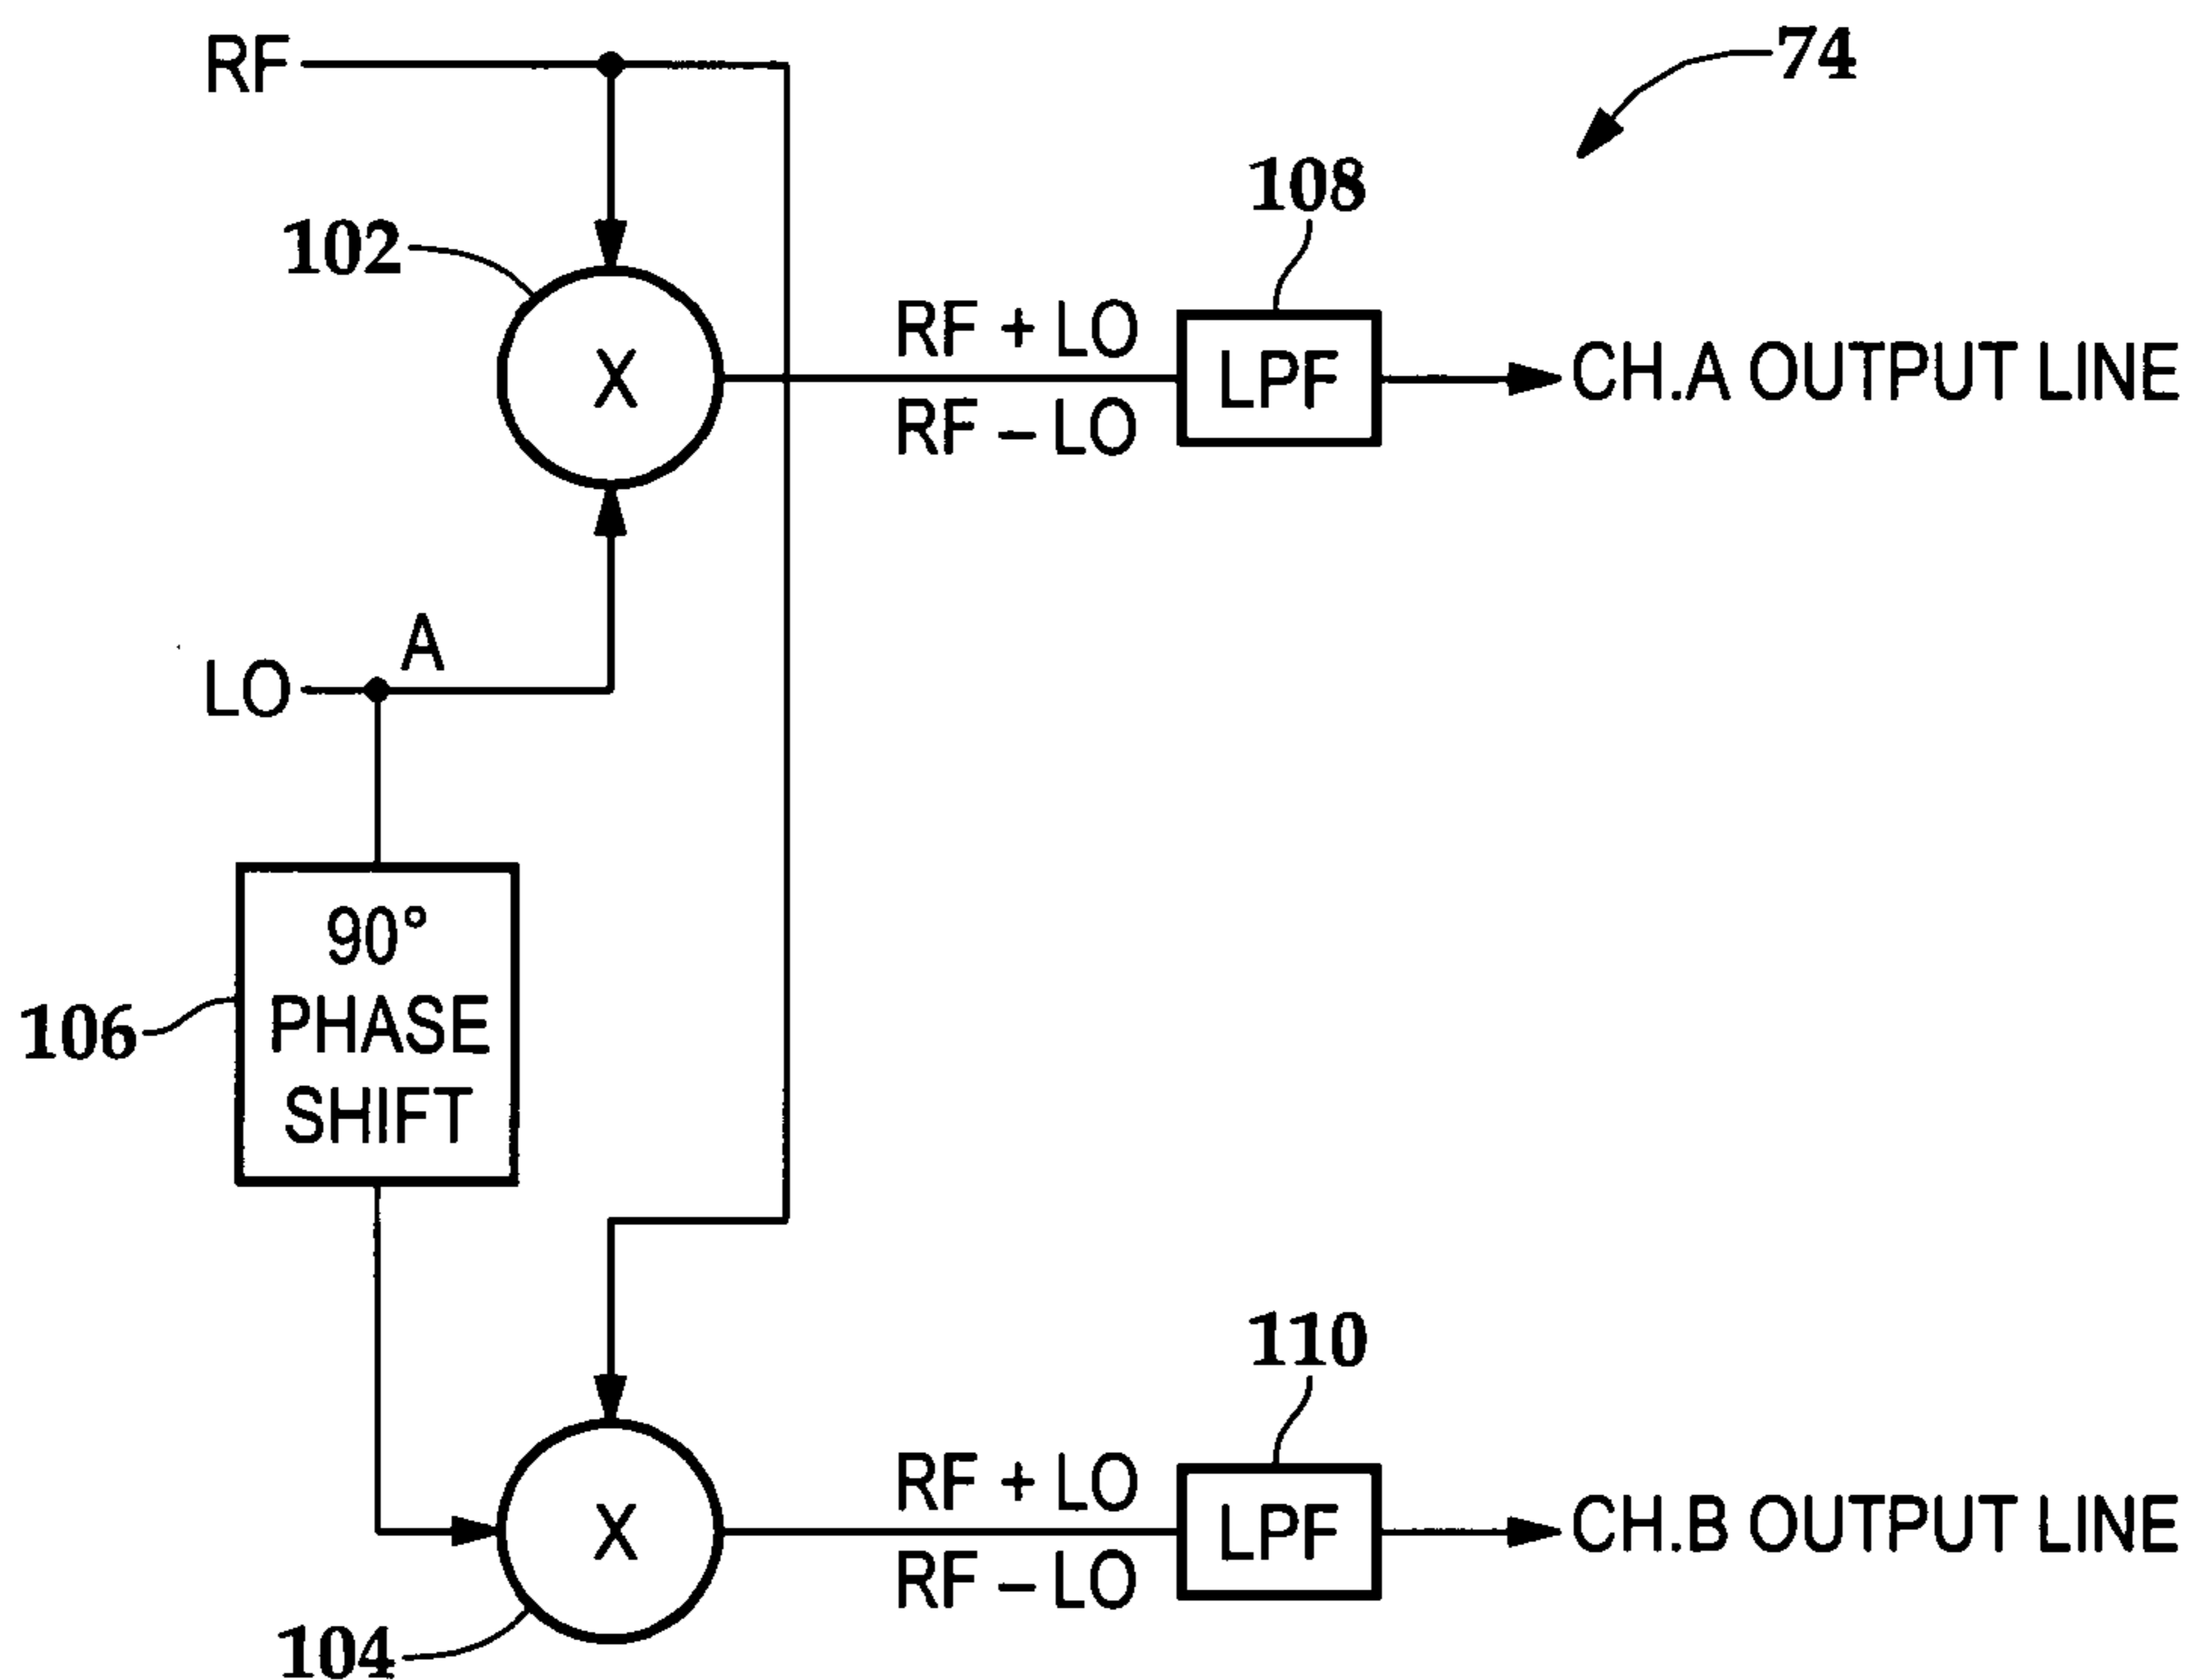 RF
74
108
102
RF + LO
X
LPF
CH.A OUTPUT LINE
RF – LO
A
LO
90°
PHASE
SHIFT
106
110
RF + LO
X
LPF
CH.B OUTPUT LINE
RF – LO
104